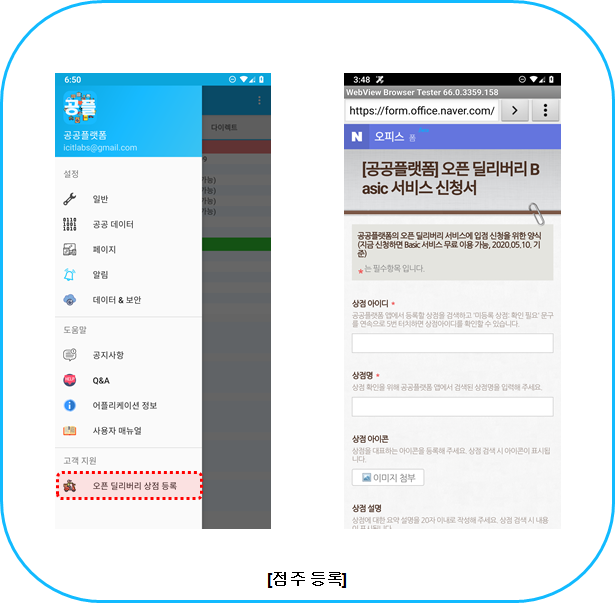 6:50
공플
공공플랫폼
icitlabs@gmail.com
설정
일반
공공 데이터
페이지
알림
데이터 & 보안
도움말
공지사항
Q&A
어플리케이션 정보
사용자 매뉴얼
고객 지원
오픈 딜리버리 상점 등록
다이렉트
가능)
가능)
가능)
가능)
3:48
WebView Browser Tester 66.0.3359.158
https://form.office.naver.com/
>
N 오피스 폼
[공공플랫폼] 오픈 딜리버리 B
asic 서비스 신청서
공공플랫폼의 오픈 딜리버리 서비스에 입점 신청을 위한 양식
(지금 신청하면 Basic 서비스 무료 이용 가능, 2020.05.10. 기
준)
* 는 필수항목 입니다.
상점 아이디 *
공공플랫폼 앱에서 등록할 상점을 검색하고 '미등록 상점: 확인 필요' 문구
를 연속으로 5번 터치하면 상점아이디를 확인할 수 있습니다.
상점명 *
상점 확인을 위해 공공플랫폼 앱에서 검색된 상점명을 입력해 주세요.
상점 아이콘
상점을 대표하는 아이콘을 등록해 주세요. 상점 검색 시 아이콘이 표시됩
니다.
이미지 첨부
상점 설명
상점에 대한 요약 설명을 20자 이내로 작성해 주세요. 상점 검색 시 내용
이 표시됩니다.
[점주 등록]